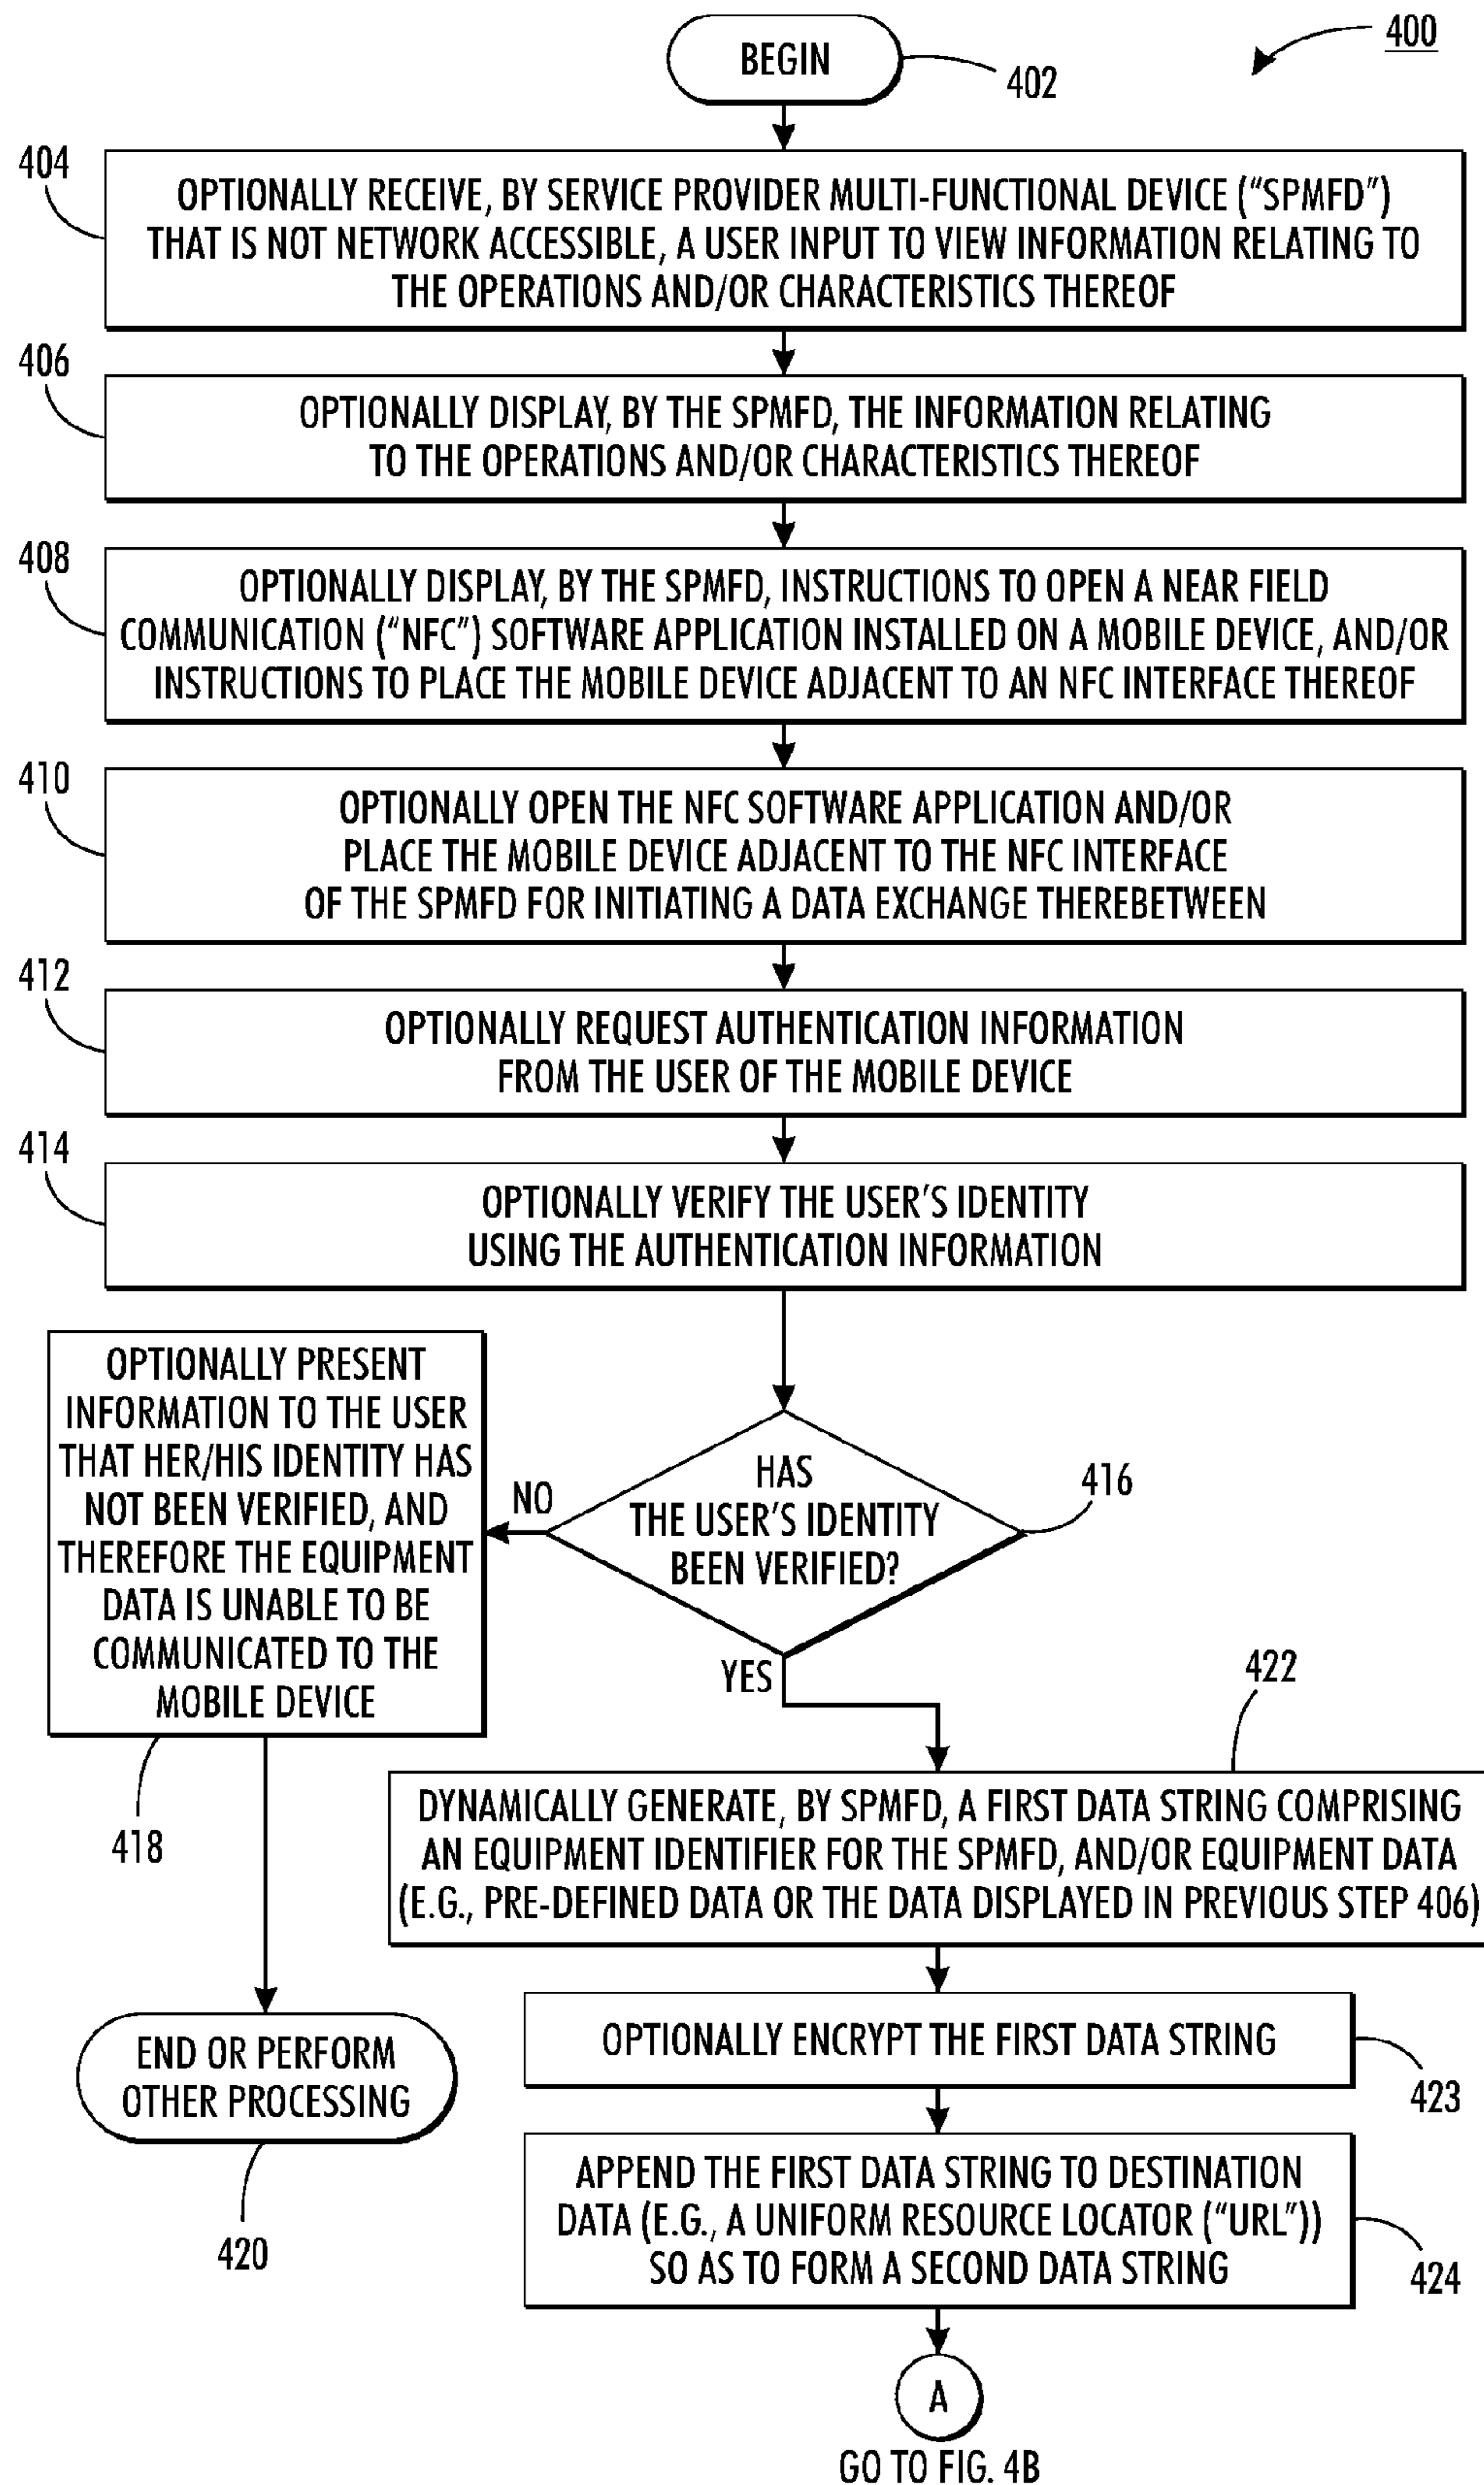 400
BEGIN
402
404
OPTIONALLY RECEIVE, BY SERVICE PROVIDER MULTI-FUNCTIONAL DEVICE (“SPMFD”)
THAT IS NOT NETWORK ACCESSIBLE, A USER INPUT TO VIEW INFORMATION RELATING TO
THE OPERATIONS AND/OR CHARACTERISTICS THEREOF
406
OPTIONALLY DISPLAY, BY THE SPMFD, THE INFORMATION RELATING
TO THE OPERATIONS AND/OR CHARACTERISTICS THEREOF
408
OPTIONALLY DISPLAY, BY THE SPMFD, INSTRUCTIONS TO OPEN A NEAR FIELD
COMMUNICATION (“NFC”) SOFTWARE APPLICATION INSTALLED ON A MOBILE DEVICE, AND/OR
INSTRUCTIONS TO PLACE THE MOBILE DEVICE ADJACENT TO AN NFC INTERFACE THEREOF
410
OPTIONALLY OPEN THE NFC SOFTWARE APPLICATION AND/OR
PLACE THE MOBILE DEVICE ADJACENT TO THE NFC INTERFACE
OF THE SPMFD FOR INITIATING A DATA EXCHANGE THEREBETWEEN
412
OPTIONALLY REQUEST AUTHENTICATION INFORMATION
FROM THE USER OF THE MOBILE DEVICE
414
OPTIONALLY VERIFY THE USER’S IDENTITY
USING THE AUTHENTICATION INFORMATION
HAS
THE USER’S IDENTITY
BEEN VERIFIED?
416
NO
OPTIONALLY PRESENT
INFORMATION TO THE USER
THAT HER/HIS IDENTITY HAS
NOT BEEN VERIFIED, AND
THEREFORE THE EQUIPMENT
DATA IS UNABLE TO BE
COMMUNICATED TO THE
MOBILE DEVICE
418
END OR PERFORM
OTHER PROCESSING
420
YES
422
DYNAMICALLY GENERATE, BY SPMFD, A FIRST DATA STRING COMPRISING
AN EQUIPMENT IDENTIFIER FOR THE SPMFD, AND/OR EQUIPMENT DATA
(E.G., PRE-DEFINED DATA OR THE DATA DISPLAYED IN PREVIOUS STEP 406)
OPTIONALLY ENCRYPT THE FIRST DATA STRING
423
APPEND THE FIRST DATA STRING TO DESTINATION
DATA (E.G., A UNIFORM RESOURCE LOCATOR (“URL”))
SO AS TO FORM A SECOND DATA STRING
424
A
GO TO FIG. 4B